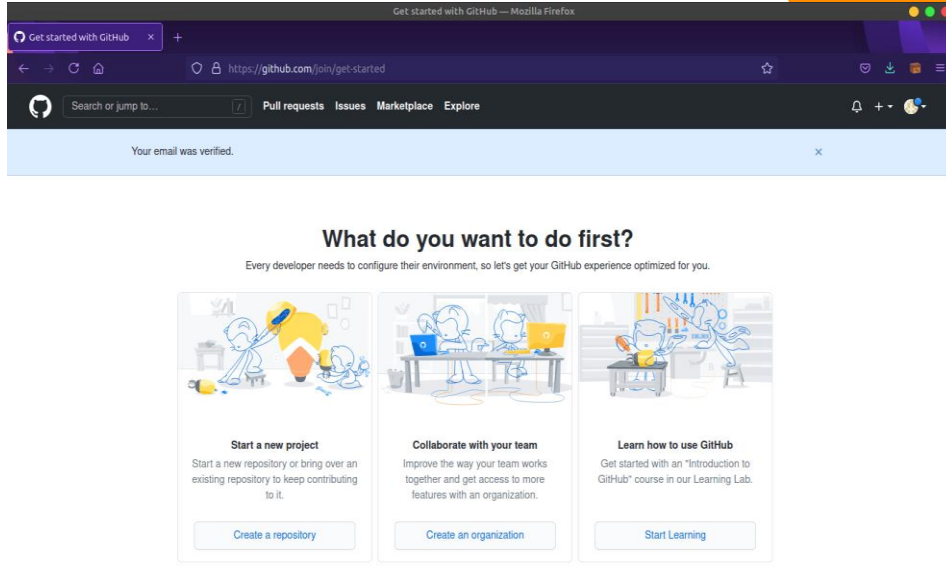 Get started with GitHub — Mozilla Firefox
Get started with GitHub
https://github.com/join/get-started
Search or jump to... / Pull requests Issues Marketplace Explore
Your email was verified.
What do you want to do first?
Every developer needs to configure their environment, so let's get your GitHub experience optimized for you.
Start a new project
Start a new repository or bring over an
existing repository to keep contributing
to it.
Create a repository
Collaborate with your team
Improve the way your team works
together and get access to more
features with an organization.
Create an organization
Learn how to use GitHub
Get started with an "Introduction to
GitHub" course in our Learning Lab.
Start Learning